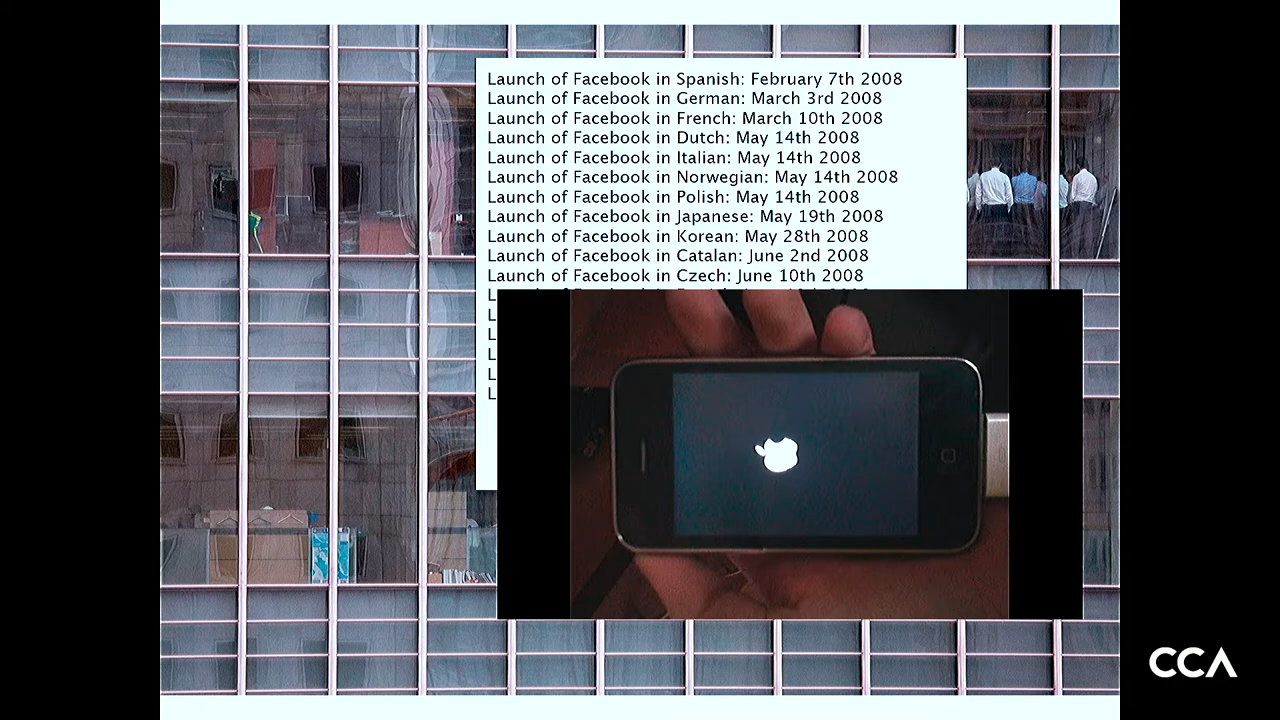 Launch of Facebook in Spanish: February 7th 2008
Launch of Facebook in German: March 3rd 2008
Launch of Facebook in French: March 10th 2008
Launch of Facebook in Dutch: May 14th 2008
Launch of Facebook in Italian: May 14th 2008
Launch of Facebook in Norwegian: May 14th 2008
Launch of Facebook in Polish: May 14th 2008
Launch of Facebook in Japanese: May 19th 2008
Launch of Facebook in Korean: May 28th 2008
Launch of Facebook in Catalan: June 2nd 2008
Launch of Facebook in Czech: June 10th 2008
CCA